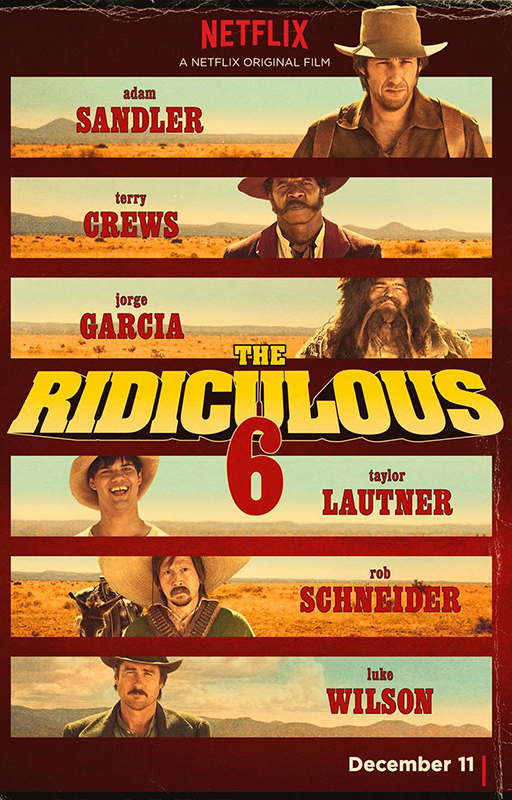 NETFLIX
A NETFLIX ORIGINAL FILM
adam
SANDLER
terry
CREWS
jorge
GARCIA
THE
RIDICULOUS
6
taylor
LAUTNER
rob
SCHNEIDER
luke
WILSON
December 11